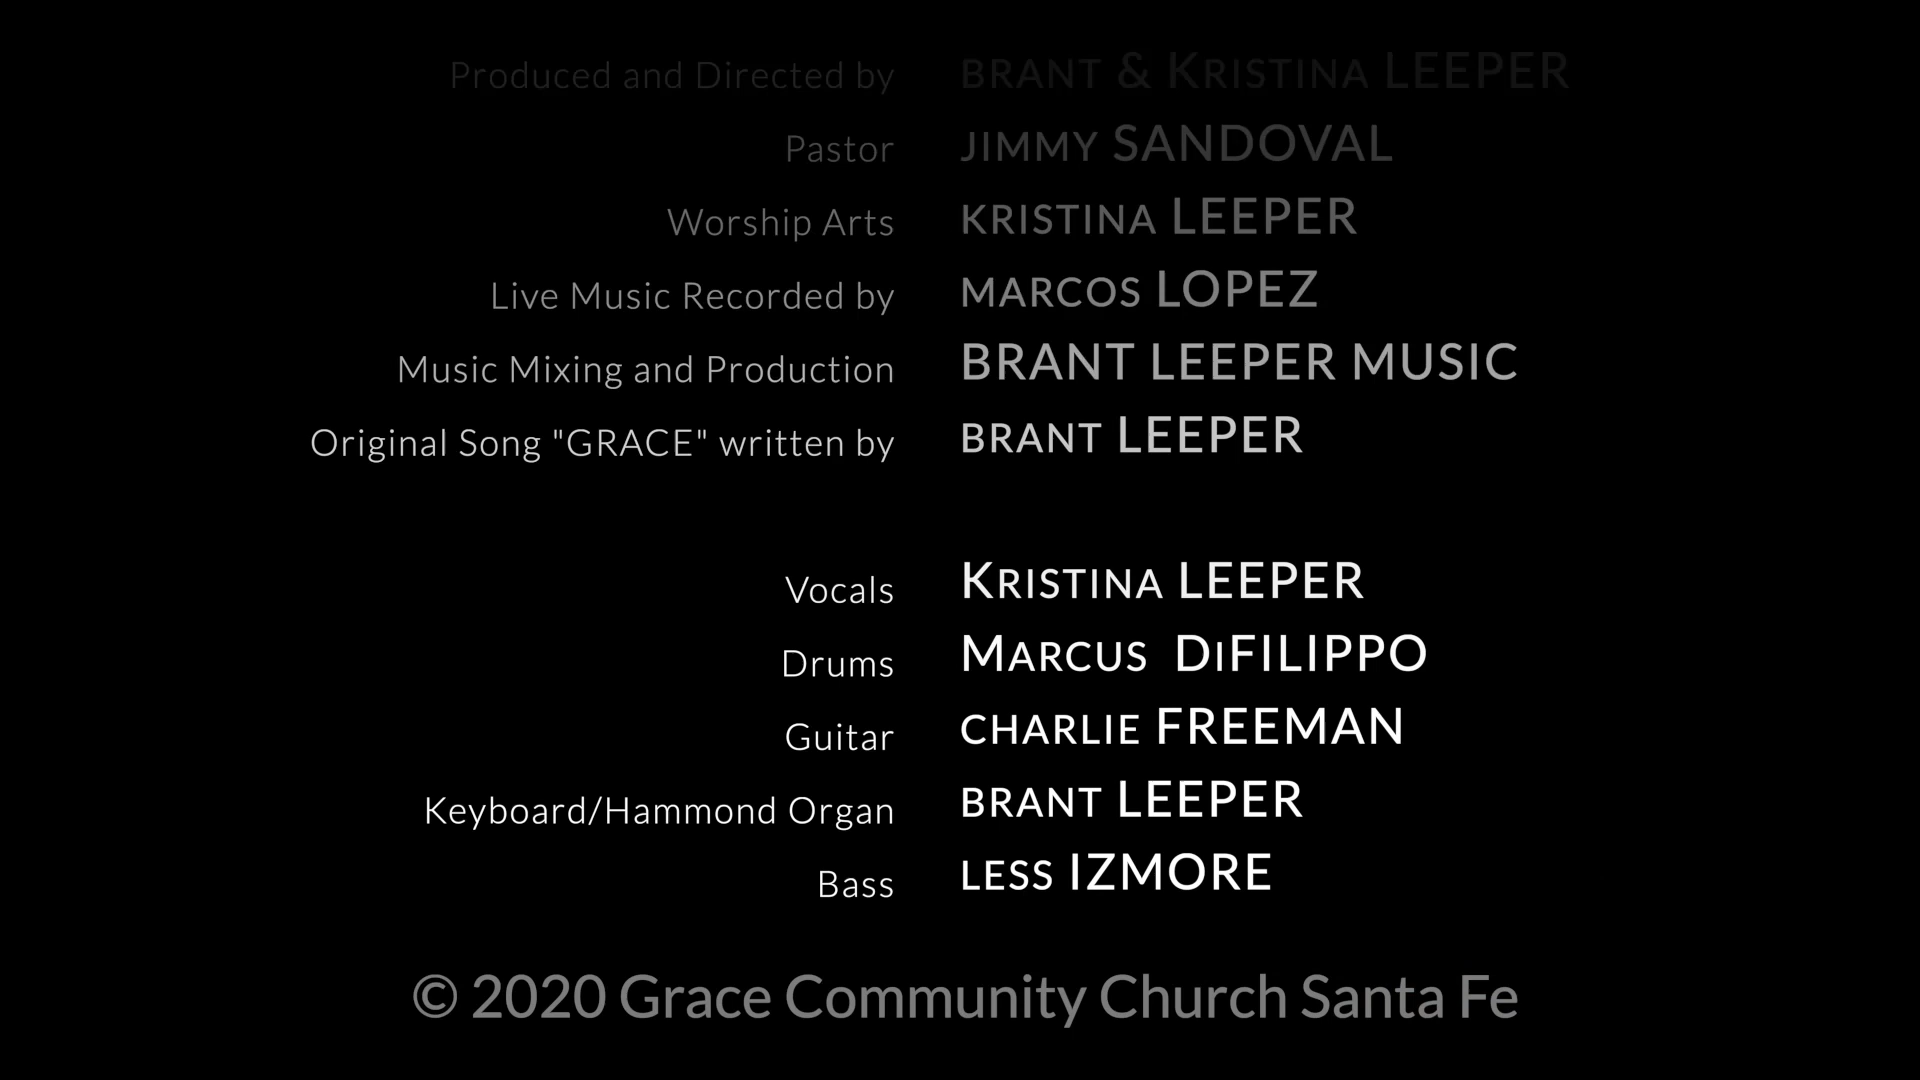 Produced and Directed by BRANT & KRISTINA LEEPER
Pastor JIMMY SANDOVAL
Worship Arts KRISTINA LEEPER
Live Music Recorded by MARCOS LOPEZ
Music Mixing and Production BRANT LEEPER MUSIC
Original Song "GRACE" written by BRANT LEEPER
Vocals KRISTINA LEEPER
Drums MARCUS DiFILIPPO
Guitar CHARLIE FREEMAN
Keyboard/Hammond Organ BRANT LEEPER
Bass LESS IZMORE
© 2020 Grace Community Church Santa Fe